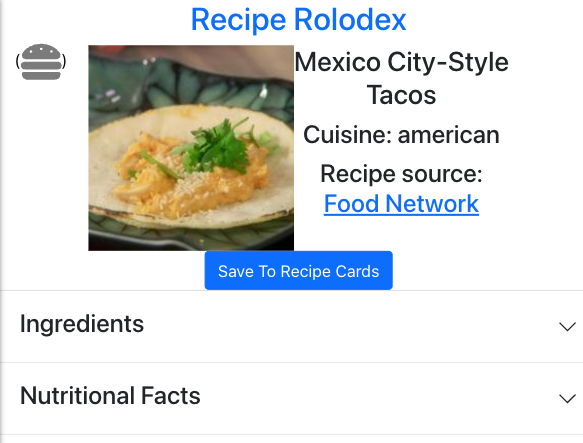 Recipe Rolodex
Mexico City-Style
Tacos
Cuisine: american
Recipe source:
Food Network
Save To Recipe Cards
Ingredients
Nutritional Facts